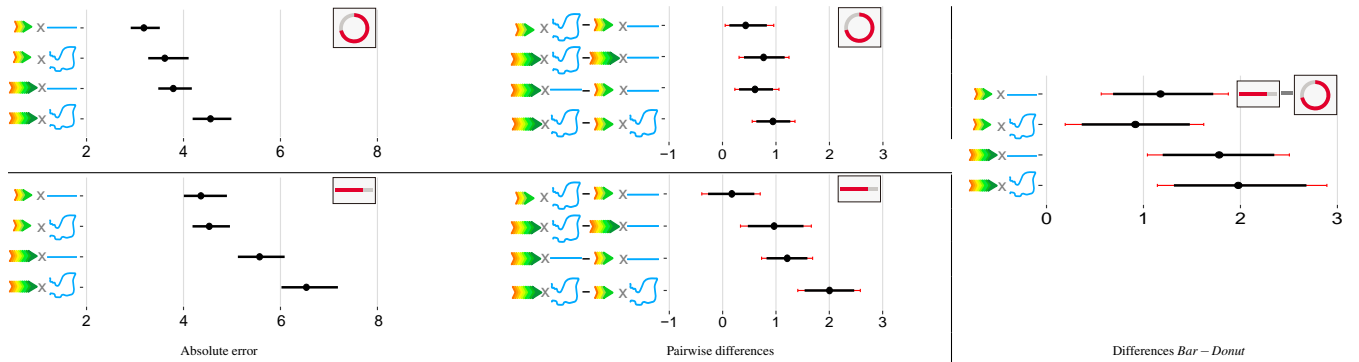 X -
X -
X -
X -
2 4 6 8
X - X -
X - X -
X - X -
X - X -
−1 0 1 2 3
X -
X -
X -
X -
0 1 2 3
X -
X -
X -
X -
2 4 6 8
X - X -
X - X -
X - X -
X - X -
−1 0 1 2 3
Absolute error
Pairwise differences
Differences Bar − Donut